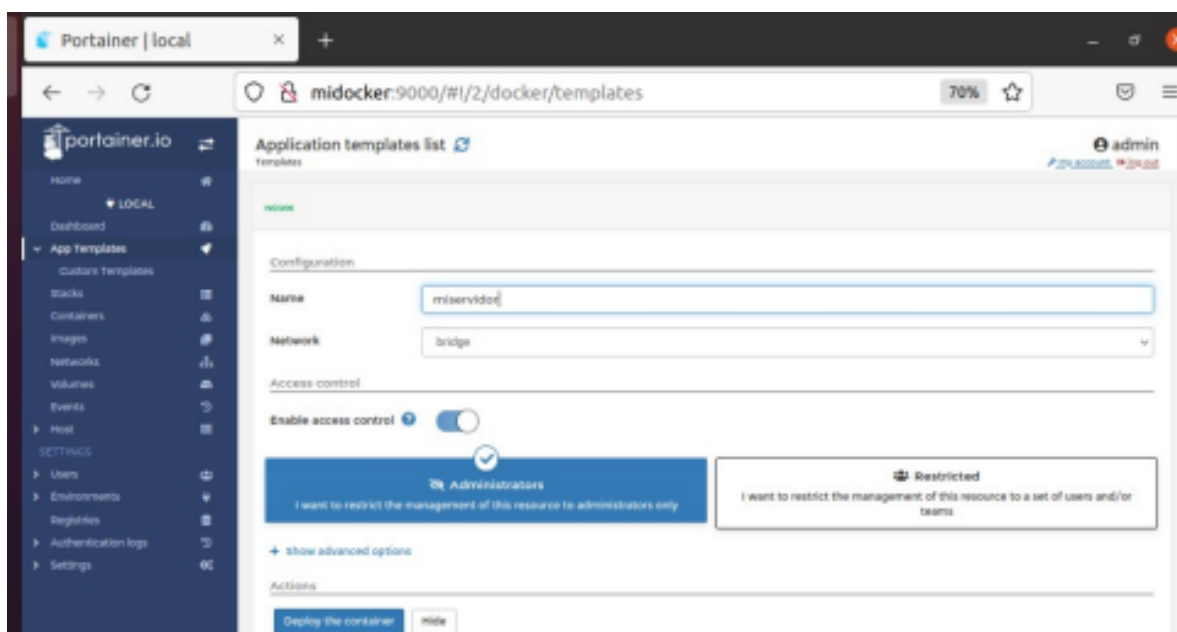 Portainer | local
midocker:9000/#!/2/docker/templates
70%
portainer.io
Application templates list
admin
Templates
my account log out
Home
LOCAL
Dashboard
App Templates
Custom Templates
Stacks
Containers
Images
Networks
Volumes
Events
Host
SETTINGS
Users
Environments
Registries
Authentication logs
Settings
Configuration
Name
miservidor
Network
bridge
Access control
Enable access control
Administrators
I want to restrict the management of this resource to administrators only
Restricted
I want to restrict the management of this resource to a set of users and/or
teams
+ Show advanced options
Actions
Deploy the container
Hide